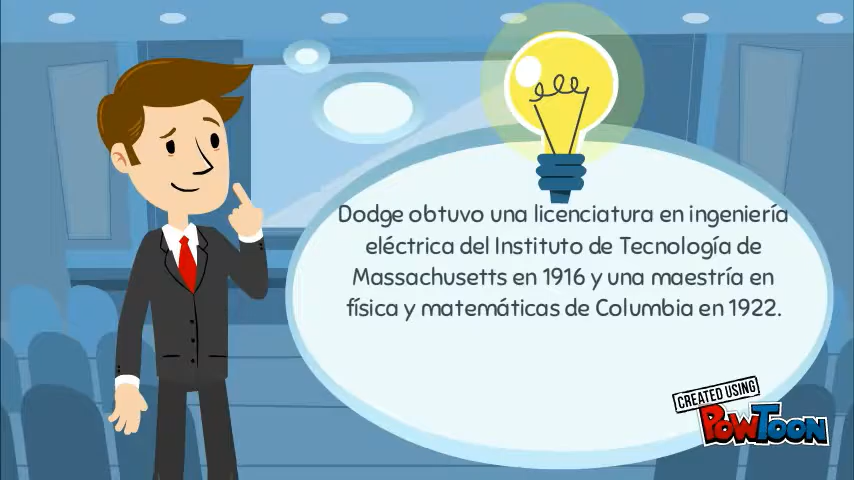 Dodge obtuvo una licenciatura en ingeniería
eléctrica del Instituto de Tecnología de
Massachusetts en 1916 y una maestría en
física y matemáticas de Columbia en 1922.
CREATED USING
POWTOON